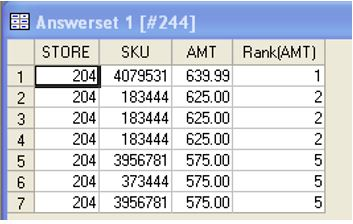 Answerset 1 [#244]
STORE SKU AMT Rank(AMT)
1 204 4079531 639.99 1
2 204 183444 625.00 2
3 204 183444 625.00 2
4 204 183444 625.00 2
5 204 3956781 575.00 5
6 204 373444 575.00 5
7 204 3956781 575.00 5